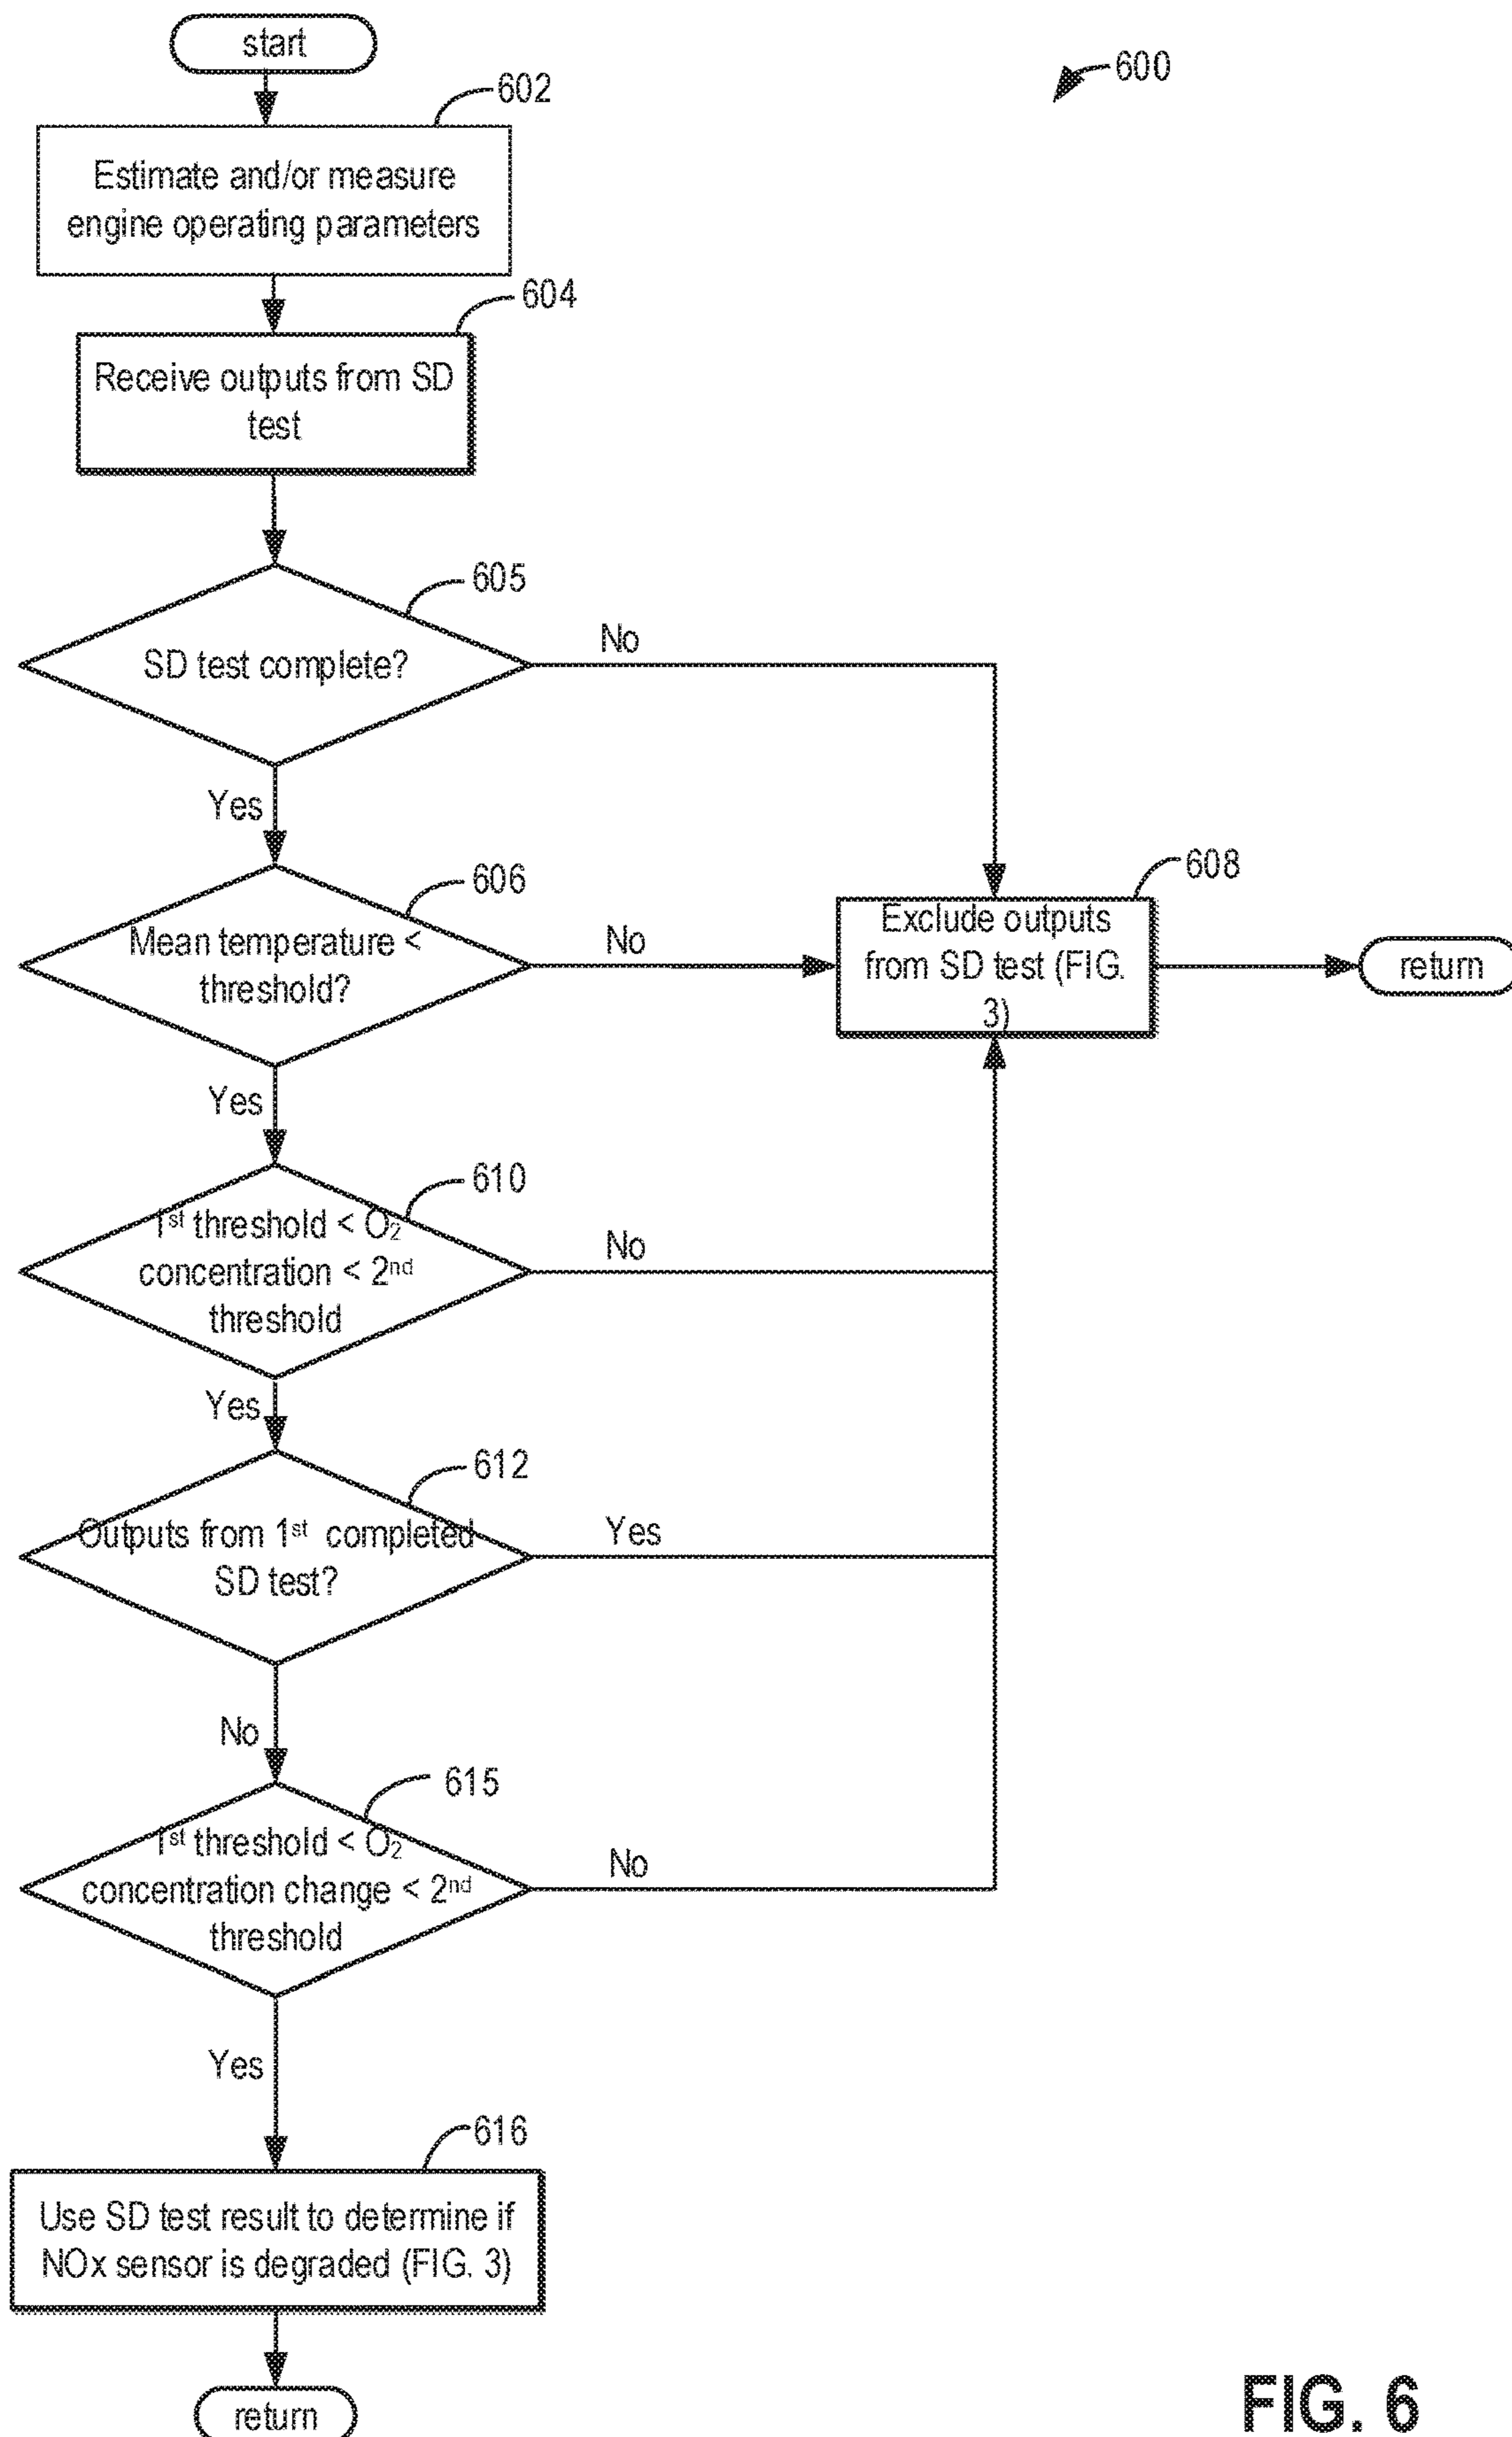 start
600
602
Estimate and/or measure
engine operating parameters
604
Receive outputs from SD
test
605
SD test complete?
No
Yes
606
Mean temperature <
threshold?
No
608
Exclude outputs
from SD test (FIG.
3)
return
Yes
610
1st threshold < O₂
concentration < 2nd
threshold
No
Yes
612
Outputs from 1st completed
SD test?
Yes
No
615
1st threshold < O₂
concentration change < 2nd
threshold
No
Yes
616
Use SD test result to determine if
NOx sensor is degraded (FIG. 3)
return
FIG. 6